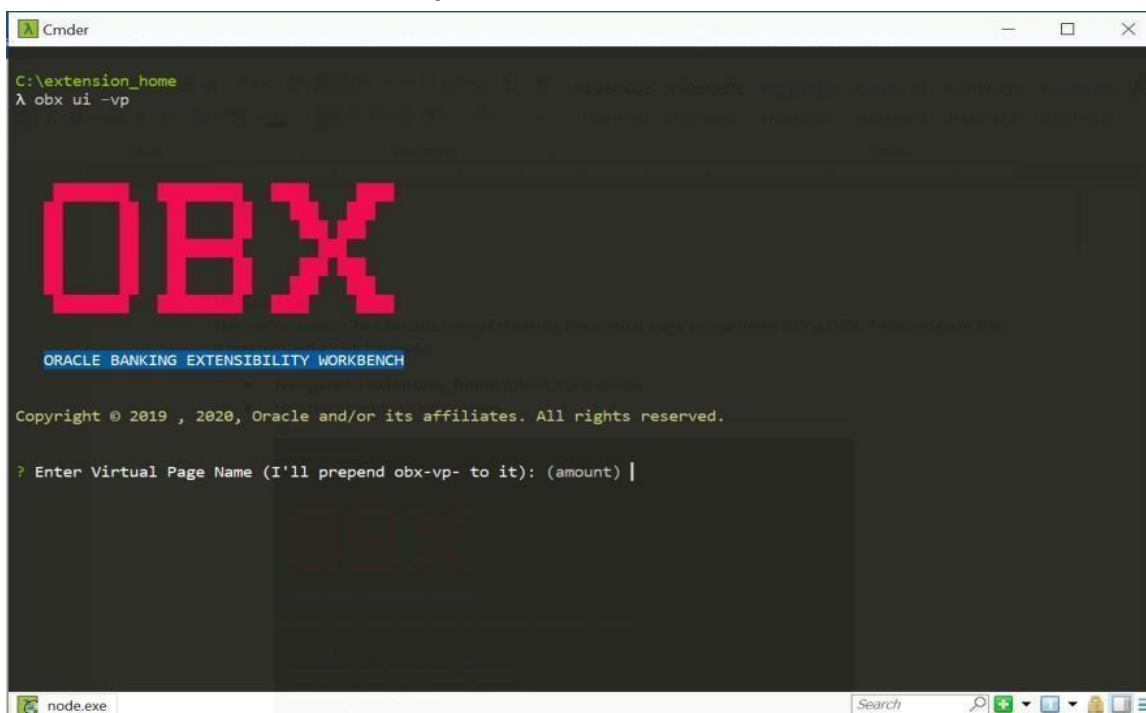 Cmder
C:\extension_home
λ obx ui -vp
OBX
ORACLE BANKING EXTENSIBILITY WORKBENCH
Copyright © 2019 , 2020, Oracle and/or its affiliates. All rights reserved.
? Enter Virtual Page Name (I'll prepend obx-vp- to it): (amount)
node.exe
Search